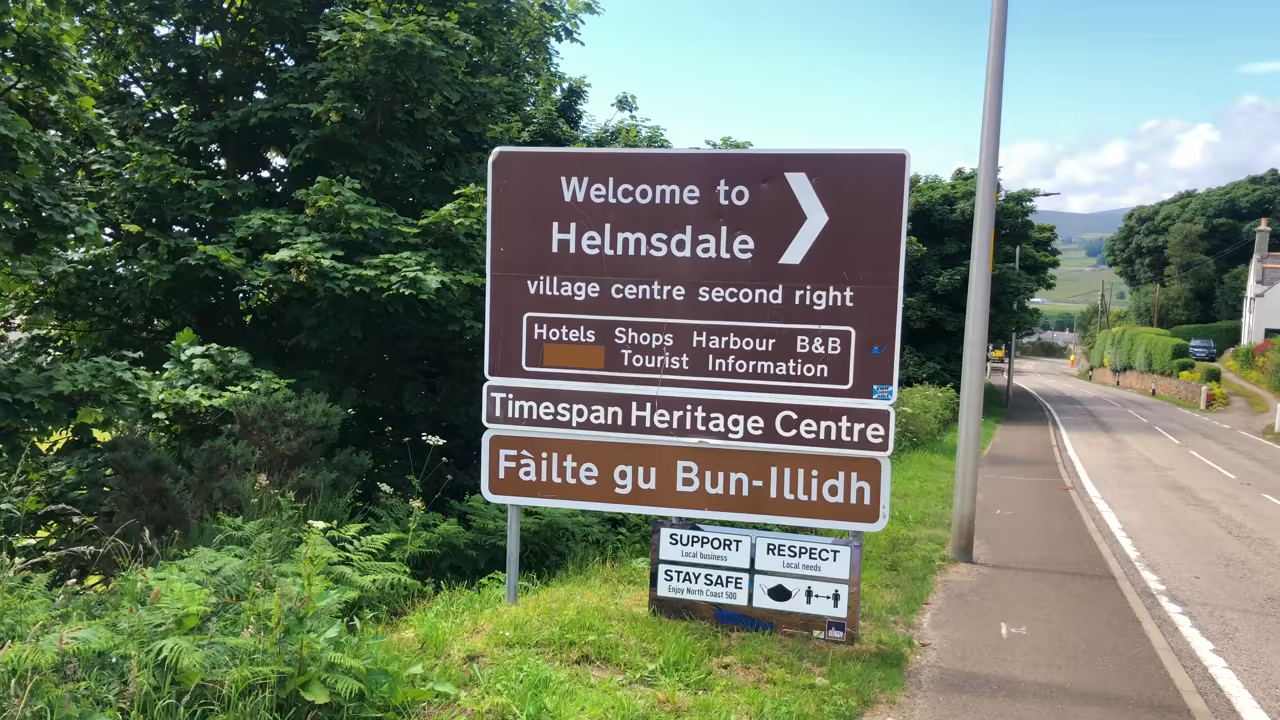 Welcome to
Helmsdale
village centre second right
Hotels Shops Harbour B&B
Tourist Information
Timespan Heritage Centre
Fàilte gu Bun-Illidh
SUPPORT
Local business
RESPECT
Local needs
STAY SAFE
Enjoy North Coast 500